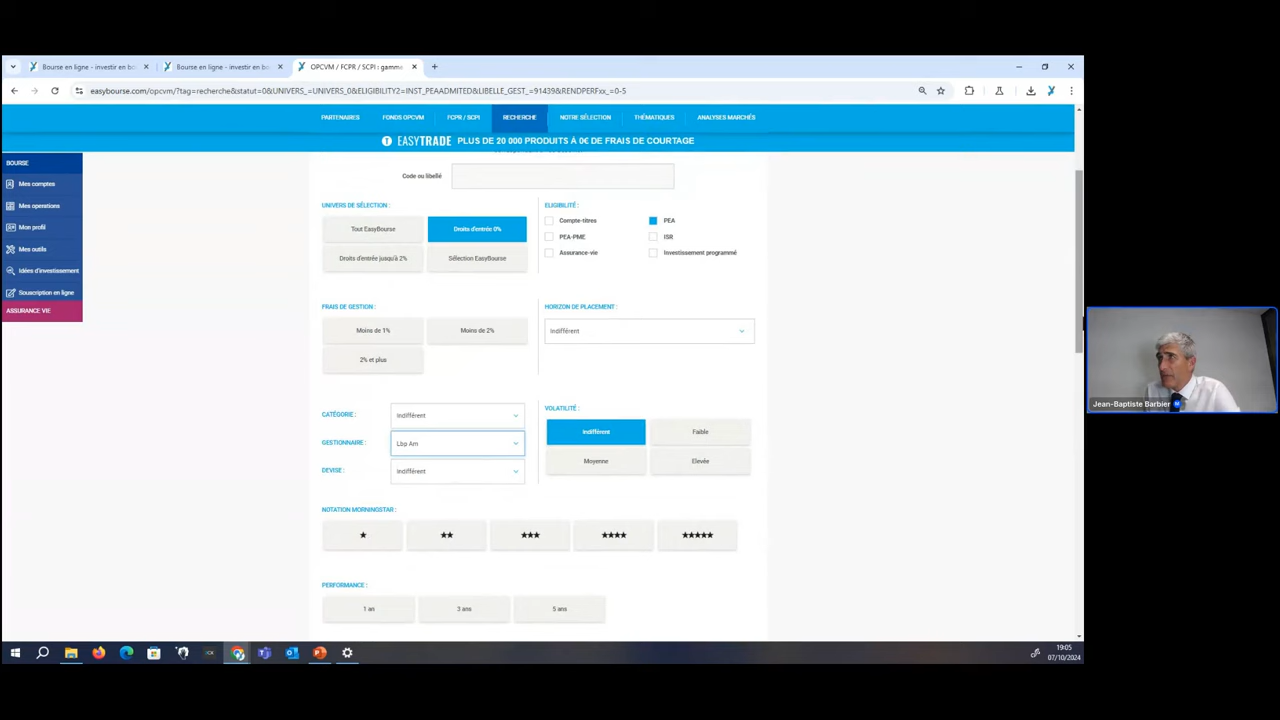 Bourse en ligne - investir en bo
Bourse en ligne - investir en bo
OPCVM / FCPR / SCPI : gamme
easybourse.com/opcvm/?tag=recherche&statut=0&UNIVERS_=UNIVERS_0&ELIGIBILITY2=INST_PEAADMITED&LIBELLE_GEST_=91439&RENDPERFxx_=0-5
PARTENAIRES
FONDS OPCVM
FCPR / SCPI
RECHERCHE
NOTRE SÉLECTION
THÉMATIQUES
ANALYSES MARCHÉS
EASYTRADE PLUS DE 20 000 PRODUITS À 0€ DE FRAIS DE COURTAGE
BOURSE
Mes comptes
Mes operations
Mon profil
Mes outils
Idées d'investissement
Souscription en ligne
ASSURANCE VIE
Code ou libellé
UNIVERS DE SÉLECTION :
Tout EasyBourse
Droits d'entrée 0%
Droits d'entrée jusqu'à 2%
Sélection EasyBourse
ELIGIBILITÉ :
Compte-titres
PEA
PEA-PME
ISR
Assurance-vie
Investissement programmé
FRAIS DE GESTION :
Moins de 1%
Moins de 2%
2% et plus
HORIZON DE PLACEMENT :
Indifférent
CATÉGORIE :
Indifférent
GESTIONNAIRE :
Lbp Am
DEVISE :
Indifférent
VOLATILITÉ :
Indifférent
Faible
Moyenne
Elevée
NOTATION MORNINGSTAR :
★
★★
★★★
★★★★
★★★★★
PERFORMANCE :
1 an
3 ans
5 ans
Jean-Baptiste Barbier
19:05
07/10/2024